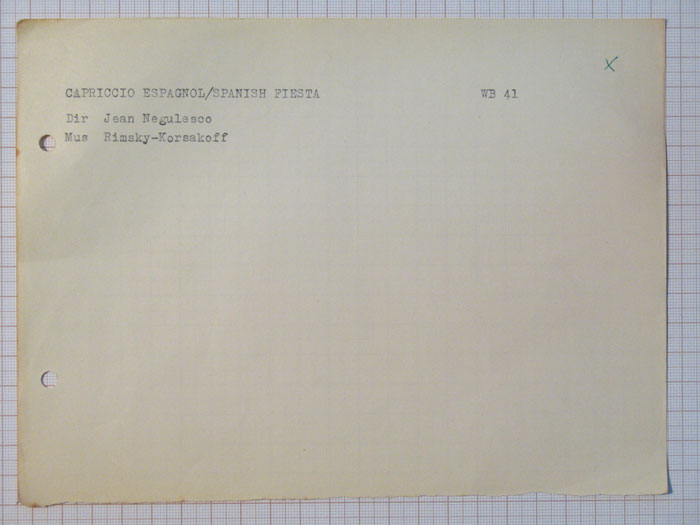 X
CAPRICCIO ESPAGNOL/SPANISH FIESTA WB 41
Dir Jean Negulesco
Mus Rimsky-Korsakoff